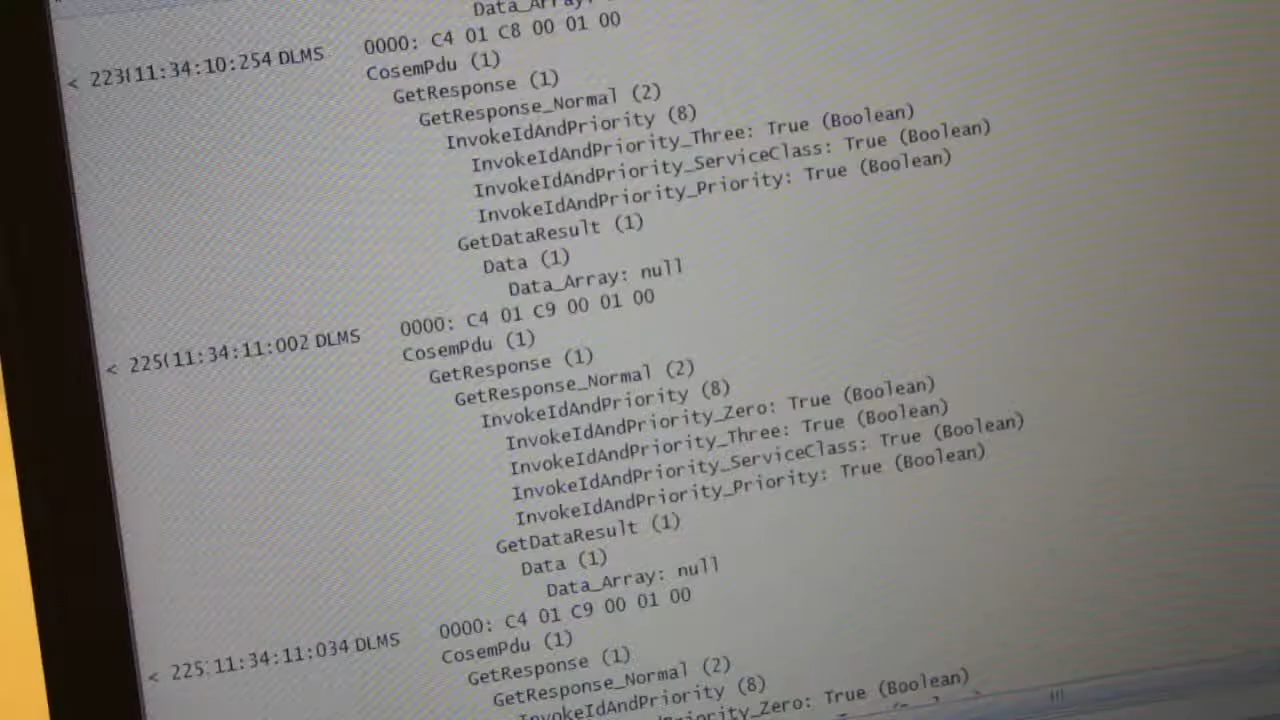 Data_Array:
< 223( 11:34:10:254 DLMS 0000: C4 01 C8 00 01 00
CosemPdu (1)
GetResponse (1)
GetResponse_Normal (2)
InvokeIdAndPriority (8)
InvokeIdAndPriority_Three: True (Boolean)
InvokeIdAndPriority_ServiceClass: True (Boolean)
InvokeIdAndPriority_Priority: True (Boolean)
GetDataResult (1)
Data (1)
Data_Array: null
< 225( 11:34:11:002 DLMS 0000: C4 01 C9 00 01 00
CosemPdu (1)
GetResponse (1)
GetResponse_Normal (2)
InvokeIdAndPriority (8)
InvokeIdAndPriority_Zero: True (Boolean)
InvokeIdAndPriority_Three: True (Boolean)
InvokeIdAndPriority_ServiceClass: True (Boolean)
InvokeIdAndPriority_Priority: True (Boolean)
GetDataResult (1)
Data (1)
Data_Array: null
< 225 11:34:11:034 DLMS 0000: C4 01 C9 00 01 00
CosemPdu (1)
GetResponse (1)
GetResponse_Normal (2)
InvokeIdAndPriority (8)
Priority_Zero: True (Boolean)